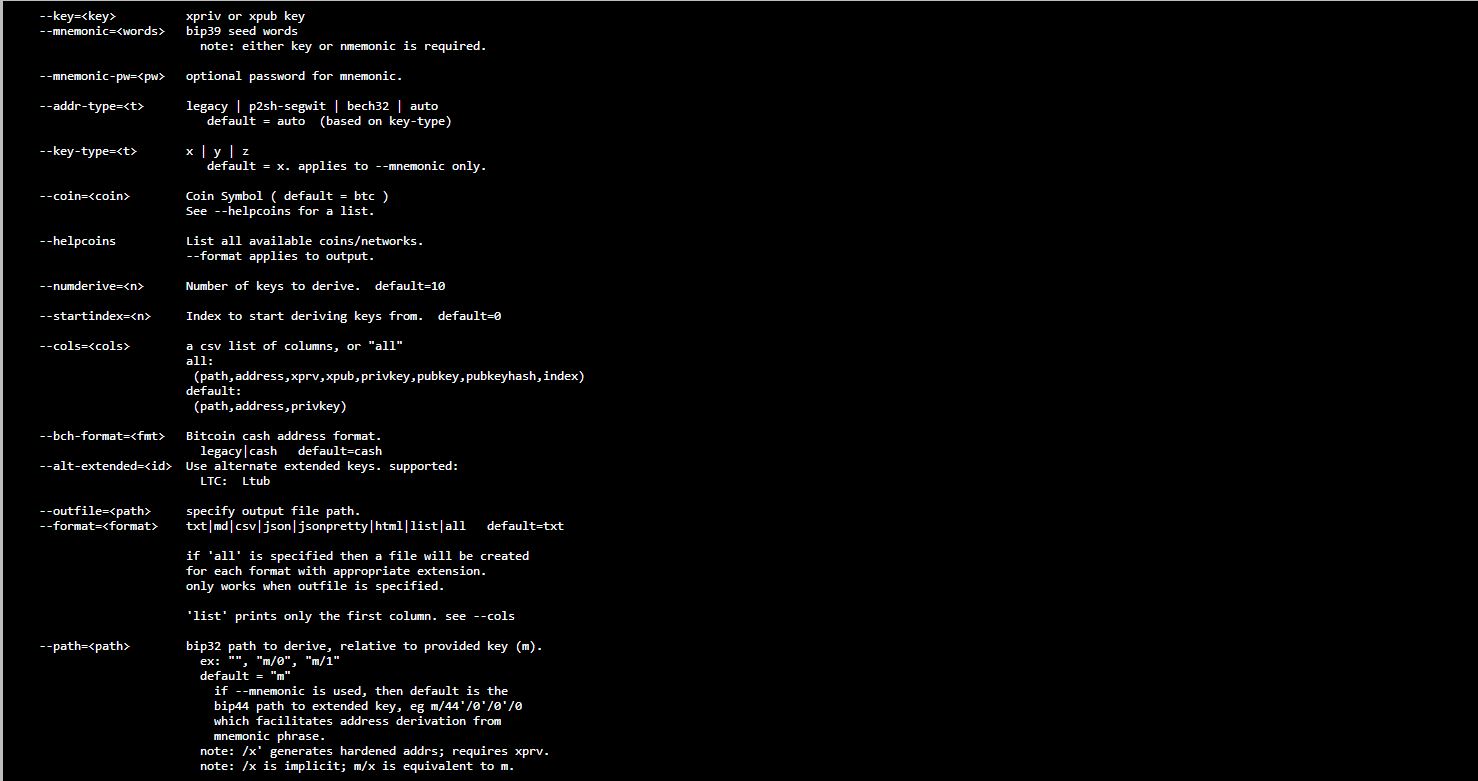 --key=<key>          xpriv or xpub key
--mnemonic=<words>   bip39 seed words
                       note: either key or nmemonic is required.
--mnemonic-pw=<pw>   optional password for mnemonic.
--addr-type=<t>      legacy | p2sh-segwit | bech32 | auto
                        default = auto  (based on key-type)
--key-type=<t>       x | y | z
                        default = x. applies to --mnemonic only.
--coin=<coin>        Coin Symbol ( default = btc )
                     See --helpcoins for a list.
--helpcoins          List all available coins/networks.
                     --format applies to output.
--numderive=<n>      Number of keys to derive.  default=10
--startindex=<n>     Index to start deriving keys from.  default=0
--cols=<cols>        a csv list of columns, or "all"
                     all:
                      (path,address,xprv,xpub,privkey,pubkey,pubkeyhash,index)
                     default:
                      (path,address,privkey)
--bch-format=<fmt>   Bitcoin cash address format.
                       legacy|cash   default=cash
--alt-extended=<id>  Use alternate extended keys. supported:
                       LTC:  Ltub
--outfile=<path>     specify output file path.
--format=<format>    txt|md|csv|json|jsonpretty|html|list|all   default=txt
                     if 'all' is specified then a file will be created
                     for each format with appropriate extension.
                     only works when outfile is specified.
                     'list' prints only the first column. see --cols
--path=<path>        bip32 path to derive, relative to provided key (m).
                       ex: "", "m/0", "m/1"
                       default = "m"
                         if --mnemonic is used, then default is the
                         bip44 path to extended key, eg m/44'/0'/0'/0
                         which facilitates address derivation from
                         mnemonic phrase.
                       note: /x' generates hardened addrs; requires xprv.
                       note: /x is implicit; m/x is equivalent to m.